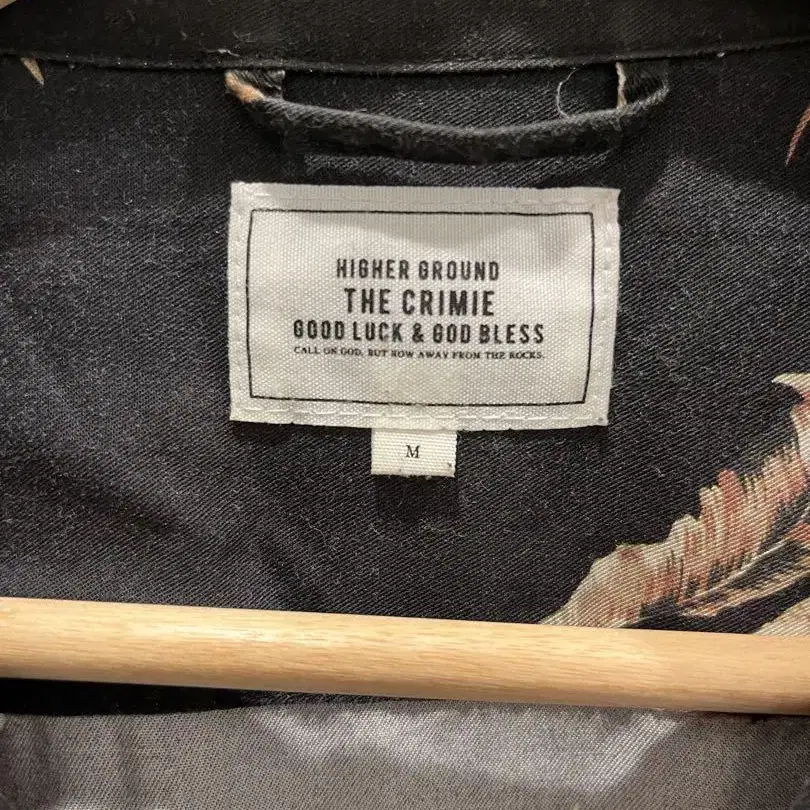 HIGHER GROUND
THE CRIMIE
GOOD LUCK & GOD BLESS
CALL ON GOD, BUT ROW AWAY FROM THE ROCKS.
M